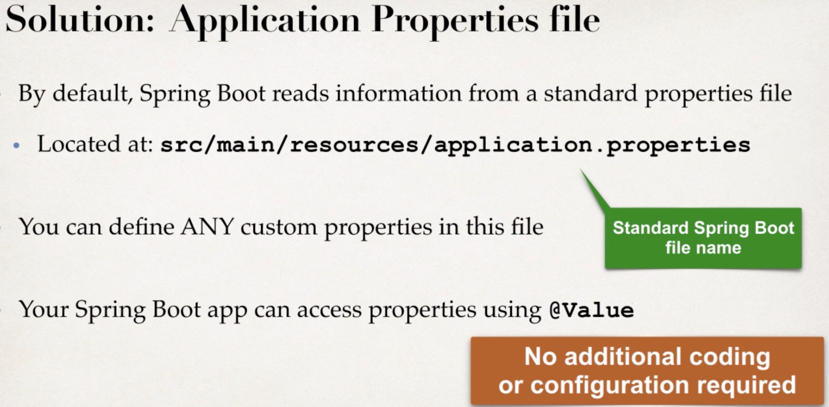 Solution: Application Properties file
By default, Spring Boot reads information from a standard properties file
• Located at: src/main/resources/application.properties
You can define ANY custom properties in this file
Standard Spring Boot
file name
Your Spring Boot app can access properties using @Value
No additional coding
or configuration required